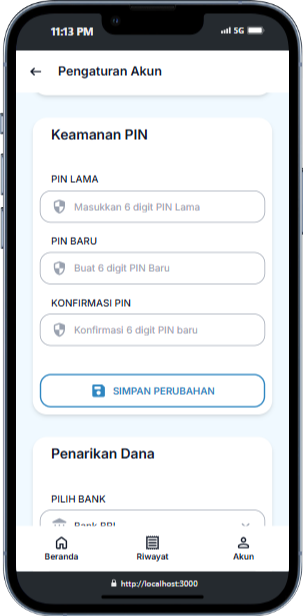 11:13 PM
5G
Pengaturan Akun
Keamanan PIN
PIN LAMA
Masukkan 6 digit PIN Lama
PIN BARU
Buat 6 digit PIN Baru
KONFIRMASI PIN
Konfirmasi 6 digit PIN baru
SIMPAN PERUBAHAN
Penarikan Dana
PILIH BANK
Bank BRI
Beranda
Riwayat
Akun
http://localhost:3000